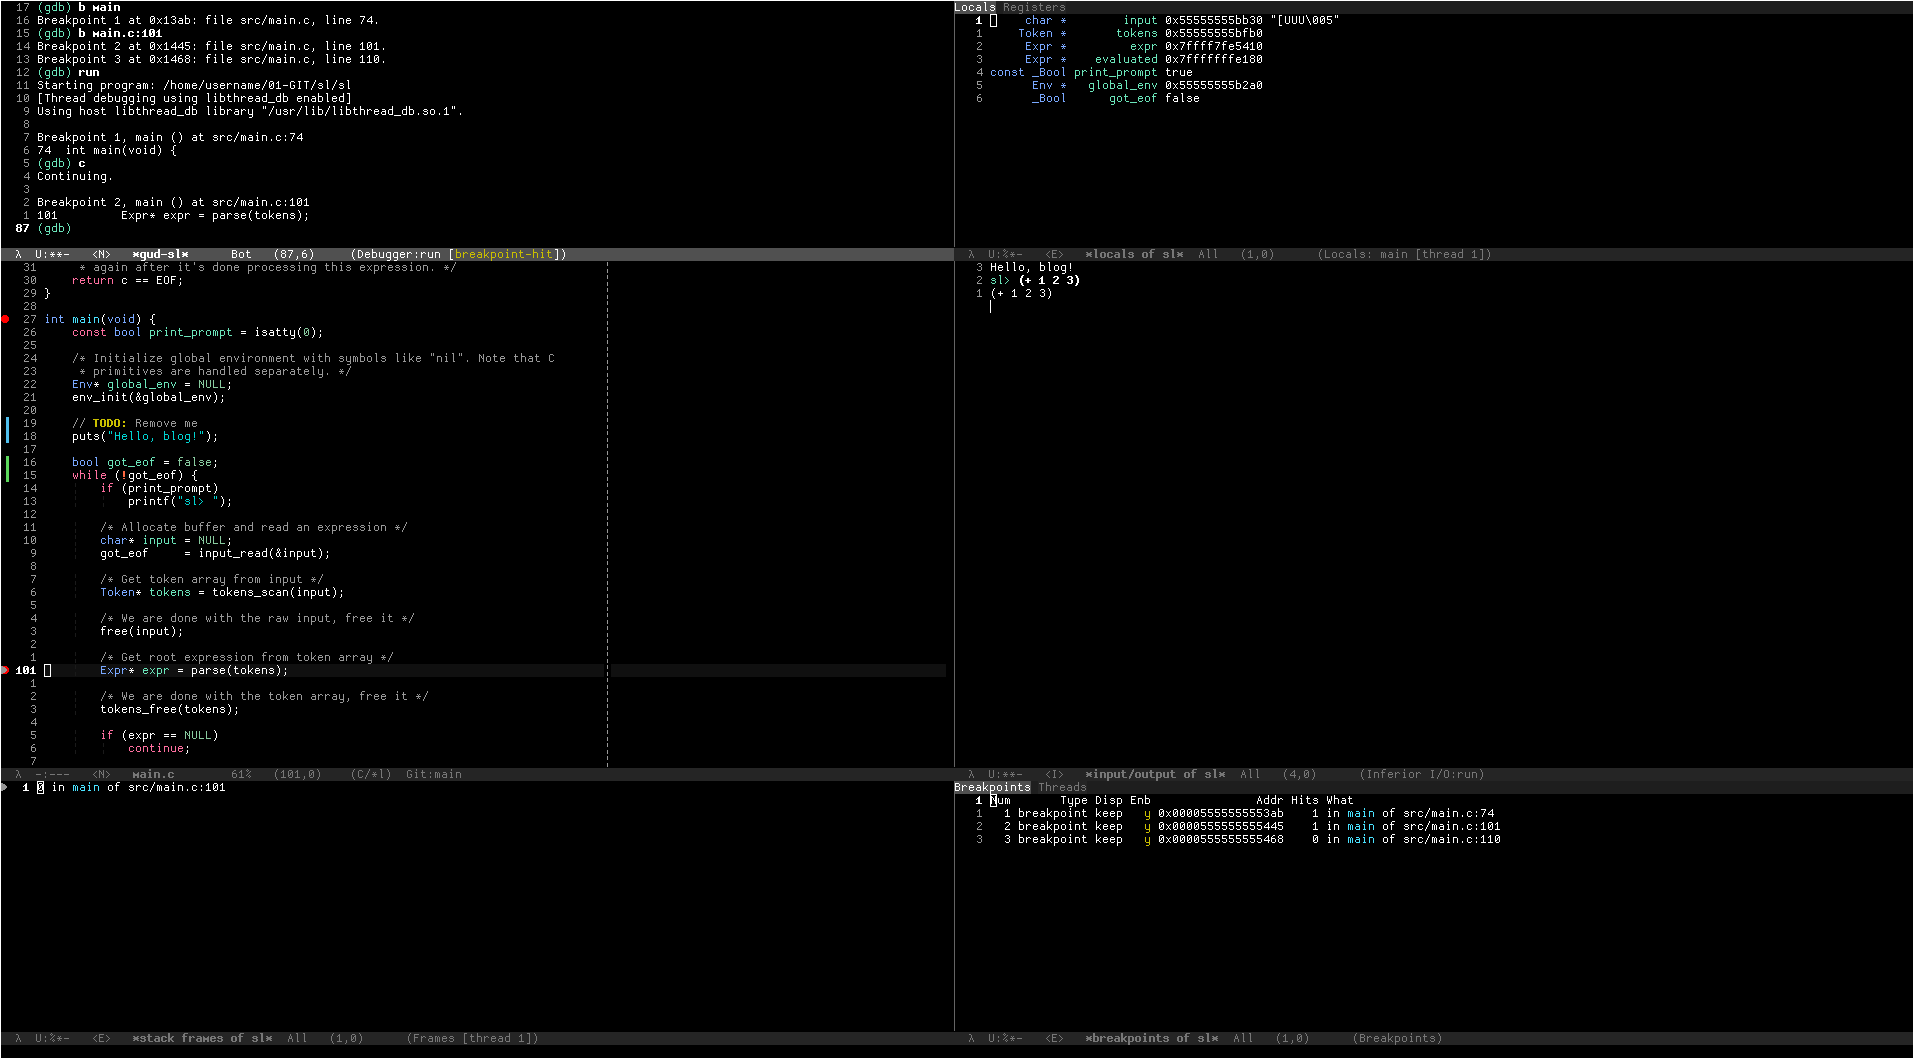 17 (gdb) b main
16 Breakpoint 1 at 0x13ab: file src/main.c, line 74.
15 (gdb) b main.c:101
14 Breakpoint 2 at 0x1445: file src/main.c, line 101.
13 Breakpoint 3 at 0x1468: file src/main.c, line 110.
12 (gdb) run
11 Starting program: /home/username/01-GIT/sl/sl
10 [Thread debugging using libthread_db enabled]
9 Using host libthread_db library "/usr/lib/libthread_db.so.1".
8
7 Breakpoint 1, main () at src/main.c:74
6 74  int main(void) {
5 (gdb) c
4 Continuing.
3
2 Breakpoint 2, main () at src/main.c:101
1 101         Expr* expr = parse(tokens);
87 (gdb)
λ  U:**-   <N>   *gud-sl*      Bot   (87,6)     (Debugger:run [breakpoint-hit])
Locals Registers
1     char *        input 0x55555555bb30 "[UUU\005"
1    Token *       tokens 0x55555555bfb0
2     Expr *         expr 0x7ffff7fe5410
3     Expr *    evaluated 0x7fffffffe180
4 const _Bool print_prompt true
5      Env *   global_env 0x55555555b2a0
6      _Bool      got_eof false
λ  U:%*-   <E>   *locals of sl*  All   (1,0)      (Locals: main [thread 1])
31      * again after it's done processing this expression. */
30     return c == EOF;
29 }
28
27 int main(void) {
26     const bool print_prompt = isatty(0);
25
24     /* Initialize global environment with symbols like "nil". Note that C
23      * primitives are handled separately. */
22     Env* global_env = NULL;
21     env_init(&global_env);
20
19     // TODO: Remove me
18     puts("Hello, blog!");
17
16     bool got_eof = false;
15     while (!got_eof) {
14         if (print_prompt)
13             printf("sl> ");
12
11         /* Allocate buffer and read an expression */
10         char* input = NULL;
9         got_eof     = input_read(&input);
8
7         /* Get token array from input */
6         Token* tokens = tokens_scan(input);
5
4         /* We are done with the raw input, free it */
3         free(input);
2
1         /* Get root expression from token array */
101         Expr* expr = parse(tokens);
1
2         /* We are done with the token array, free it */
3         tokens_free(tokens);
4
5         if (expr == NULL)
6             continue;
7
λ  -:---   <N>   main.c        61%   (101,0)    (C/*l)  Git:main
3 Hello, blog!
2 sl> (+ 1 2 3)
1 (+ 1 2 3)
λ  U:**-   <I>   *input/output of sl*  All   (4,0)      (Inferior I/O:run)
1 0 in main of src/main.c:101
λ  U:%*-   <E>   *stack frames of sl*  All   (1,0)      (Frames [thread 1])
Breakpoints Threads
1 Num       Type Disp Enb               Addr Hits What
1   1 breakpoint keep   y 0x00005555555553ab    1 in main of src/main.c:74
2   2 breakpoint keep   y 0x0000555555555445    1 in main of src/main.c:101
3   3 breakpoint keep   y 0x0000555555555468    0 in main of src/main.c:110
λ  U:%*-   <E>   *breakpoints of sl*  All   (1,0)      (Breakpoints)